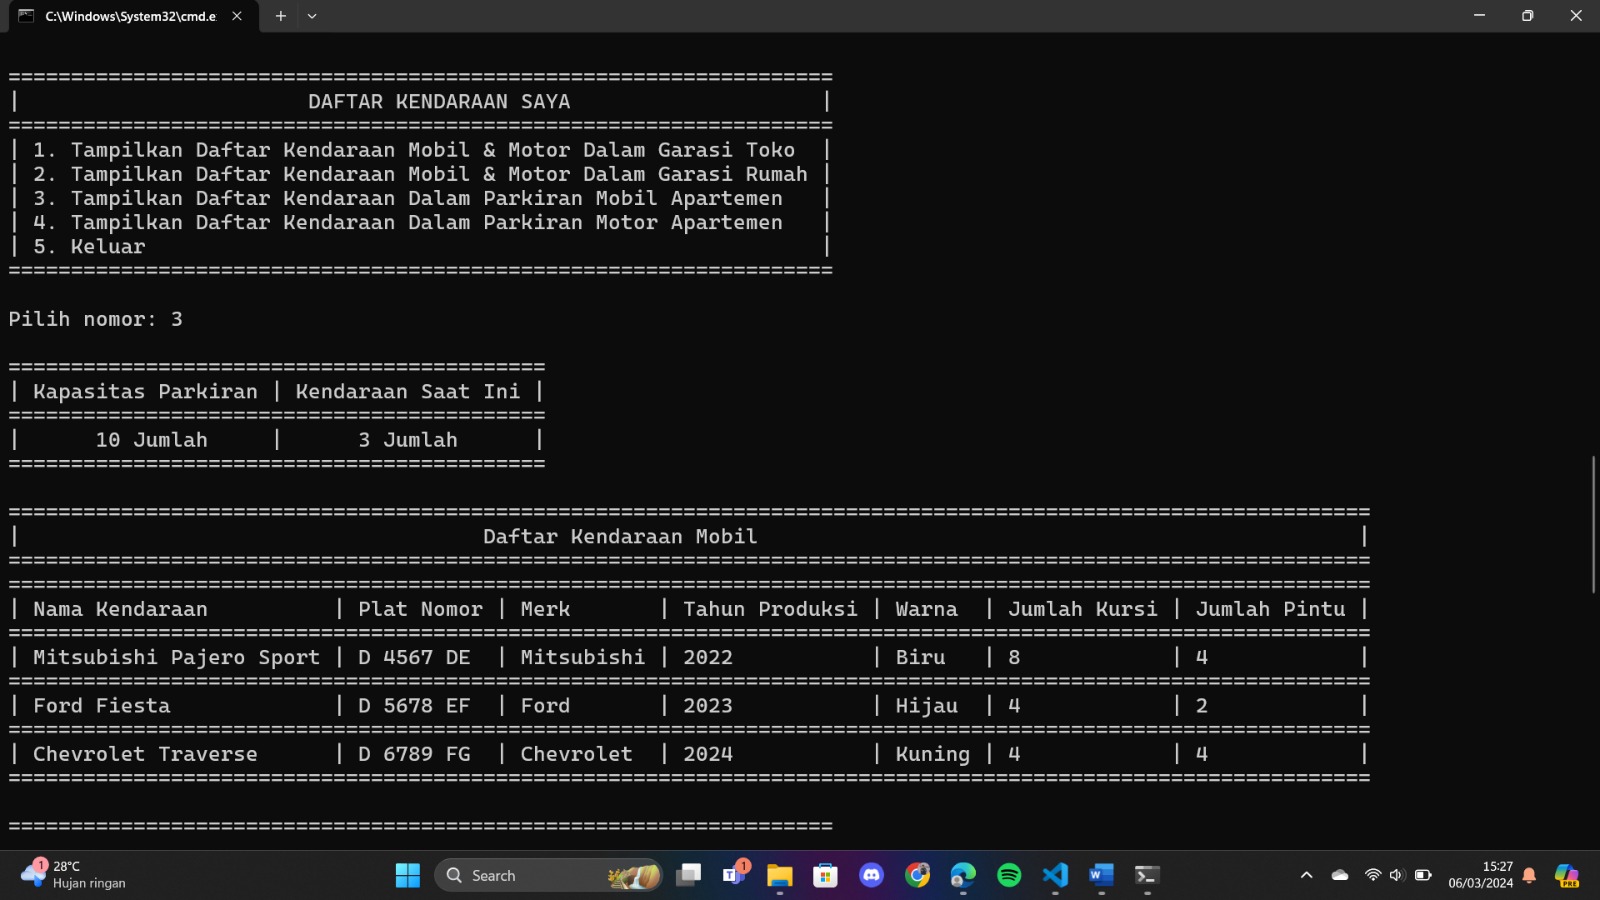 C:\Windows\System32\cmd.e
==================================================================
|                       DAFTAR KENDARAAN SAYA                    |
==================================================================
| 1. Tampilkan Daftar Kendaraan Mobil & Motor Dalam Garasi Toko  |
| 2. Tampilkan Daftar Kendaraan Mobil & Motor Dalam Garasi Rumah |
| 3. Tampilkan Daftar Kendaraan Dalam Parkiran Mobil Apartemen   |
| 4. Tampilkan Daftar Kendaraan Dalam Parkiran Motor Apartemen   |
| 5. Keluar                                                      |
==================================================================
Pilih nomor: 3
===========================================
| Kapasitas Parkiran | Kendaraan Saat Ini |
===========================================
|      10 Jumlah     |      3 Jumlah      |
===========================================
=============================================================================================================
|                                     Daftar Kendaraan Mobil                                                |
=============================================================================================================
=============================================================================================================
| Nama Kendaraan          | Plat Nomor | Merk       | Tahun Produksi | Warna  | Jumlah Kursi | Jumlah Pintu |
=============================================================================================================
| Mitsubishi Pajero Sport | D 4567 DE  | Mitsubishi | 2022           | Biru   | 8            | 4            |
=============================================================================================================
| Ford Fiesta             | D 5678 EF  | Ford       | 2023           | Hijau  | 4            | 2            |
=============================================================================================================
| Chevrolet Traverse      | D 6789 FG  | Chevrolet  | 2024           | Kuning | 4            | 4            |
=============================================================================================================
==================================================================
1
28°C
Hujan ringan
Search
1
15:27
06/03/2024
PRE